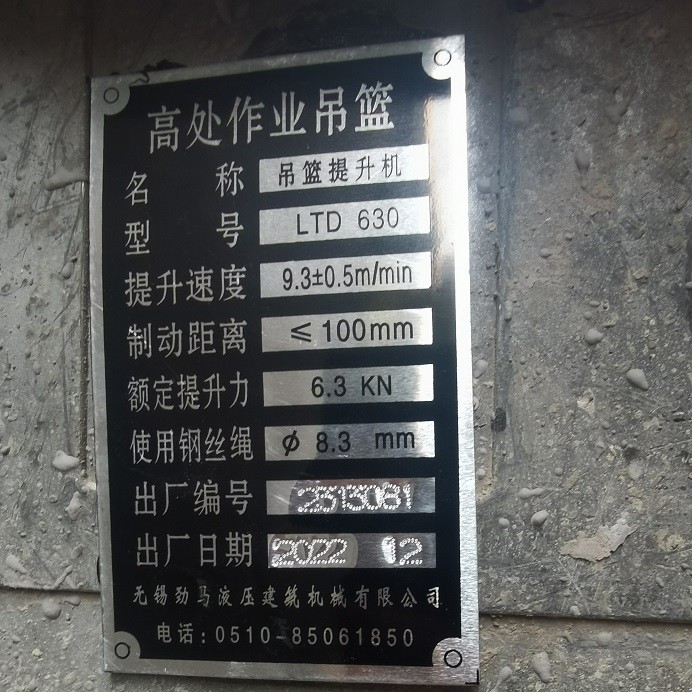 高处作业吊篮
名称 吊篮提升机
型号 LTD 630
提升速度 9.3±0.5m/min
制动距离 ≤100mm
额定提升力 6.3 KN
使用钢丝绳 ϕ 8.3 mm
出厂编号 2313081
出厂日期 2022 12
无锡劲马液压建筑机械有限公司
电话：0510-85061850